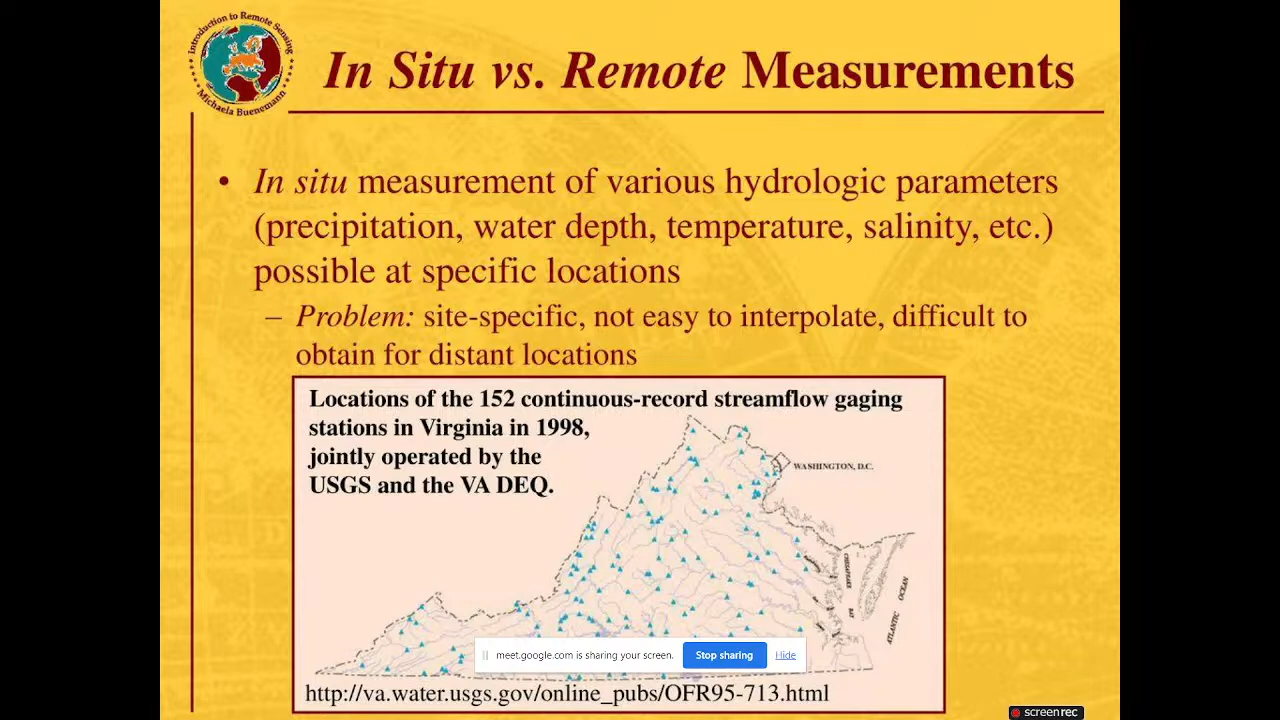 Introduction to Remote Sensing
Michaela Buenemann
In Situ vs. Remote Measurements
• In situ measurement of various hydrologic parameters
(precipitation, water depth, temperature, salinity, etc.)
possible at specific locations
– Problem: site-specific, not easy to interpolate, difficult to
obtain for distant locations
Locations of the 152 continuous-record streamflow gaging
stations in Virginia in 1998,
jointly operated by the
USGS and the VA DEQ.
WASHINGTON, D.C.
CHESAPEAKE BAY
ATLANTIC OCEAN
meet.google.com is sharing your screen. Stop sharing Hide
http://va.water.usgs.gov/online_pubs/OFR95-713.html
screenrec